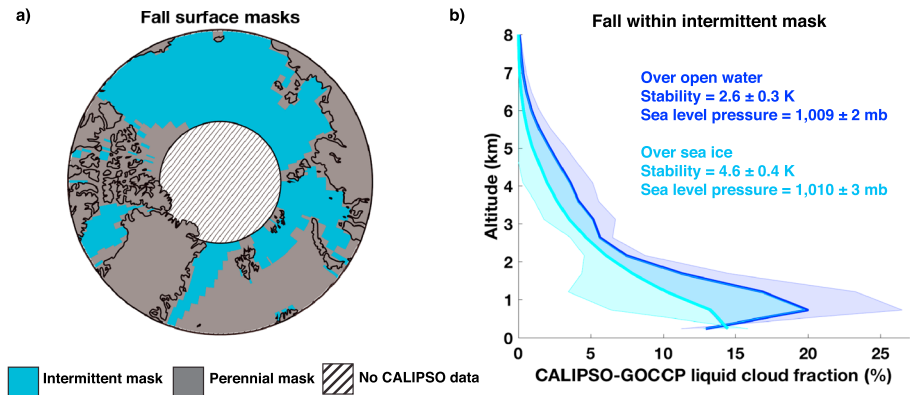 a)
Fall surface masks
Intermittent mask
Perennial mask
No CALIPSO data
b)
Fall within intermittent mask
8
7
6
5
4
3
2
1
0
Altitude (km)
Over open water
Stability = 2.6 ± 0.3 K
Sea level pressure = 1,009 ± 2 mb
Over sea ice
Stability = 4.6 ± 0.4 K
Sea level pressure = 1,010 ± 3 mb
0 5 10 15 20 25
CALIPSO-GOCCP liquid cloud fraction (%)